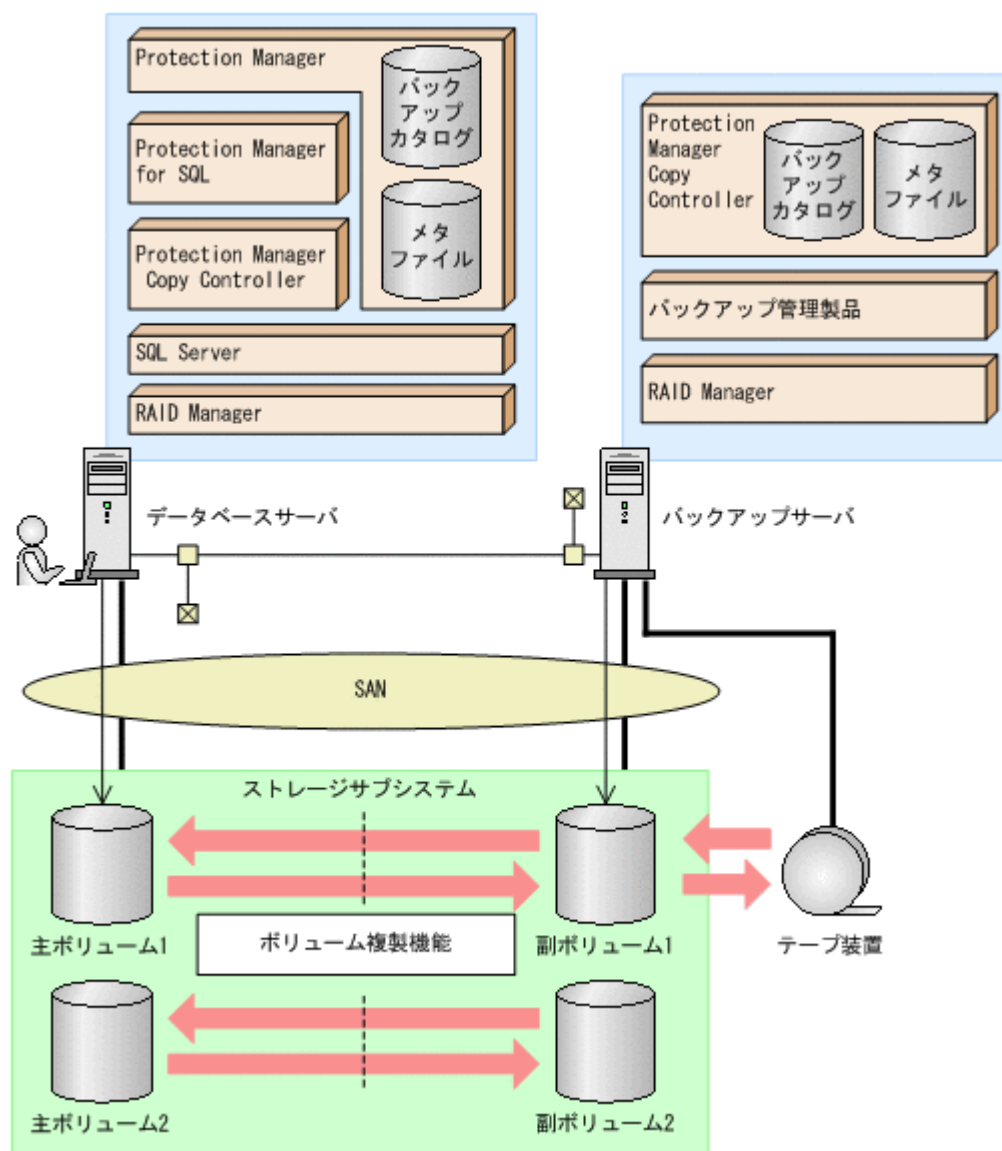 Protection Manager
バック
アップ
カタログ
Protection Manager
for SQL
メタ
ファイル
Protection Manager
Copy Controller
SQL Server
RAID Manager
Protection
Manager
Copy
Controller
バック
アップ
カタログ
メタ
ファイル
バックアップ管理製品
RAID Manager
データベースサーバ
バックアップサーバ
SAN
ストレージサブシステム
主ボリューム1
ボリューム複製機能
副ボリューム1
テープ装置
主ボリューム2
副ボリューム2